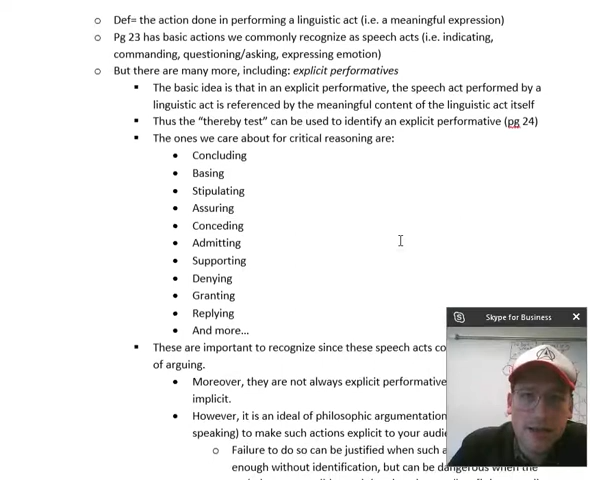 Def= the action done in performing a linguistic act (i.e. a meaningful expression)
Pg 23 has basic actions we commonly recognize as speech acts (i.e. indicating,
commanding, questioning/asking, expressing emotion)
But there are many more, including: explicit performatives
The basic idea is that in an explicit performative, the speech act performed by a
linguistic act is referenced by the meaningful content of the linguistic act itself
Thus the “thereby test” can be used to identify an explicit performative (pg 24)
The ones we care about for critical reasoning are:
Concluding
Basing
Stipulating
Assuring
Conceding
Admitting
Supporting
Denying
Granting
Replying
And more…
Skype for Business
These are important to recognize since these speech acts co
of arguing.
Moreover, they are not always explicit performative
implicit.
However, it is an ideal of philosophic argumentation
speaking) to make such actions explicit to your audi
Failure to do so can be justified when such a
enough without identification, but can be dangerous when the